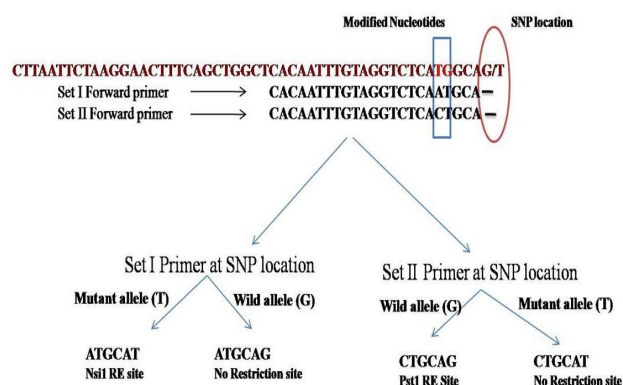 Modified Nucleotides SNP location
CTTAATTCTAAGGAACTTTCAGCTGGCTCACAATTTGTAGGTCTCATGGCAG/T
Set I Forward primer CACAATTTGTAGGTCTCAATGCA –
Set II Forward primer CACAATTTGTAGGTCTCACTGCA –
Set I Primer at SNP location
Set II Primer at SNP location
Mutant allele (T) Wild allele (G)
Wild allele (G) Mutant allele (T)
ATGCAT ATGCAG
Nsi1 RE site No Restriction site
CTGCAG CTGCAT
Pst1 RE Site No Restriction site